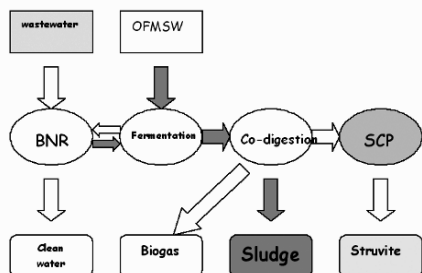 wastewater
OFMSW
BNR
Fermentation
Co-digestion
SCP
Clean
water
Biogas
Sludge
Struvite